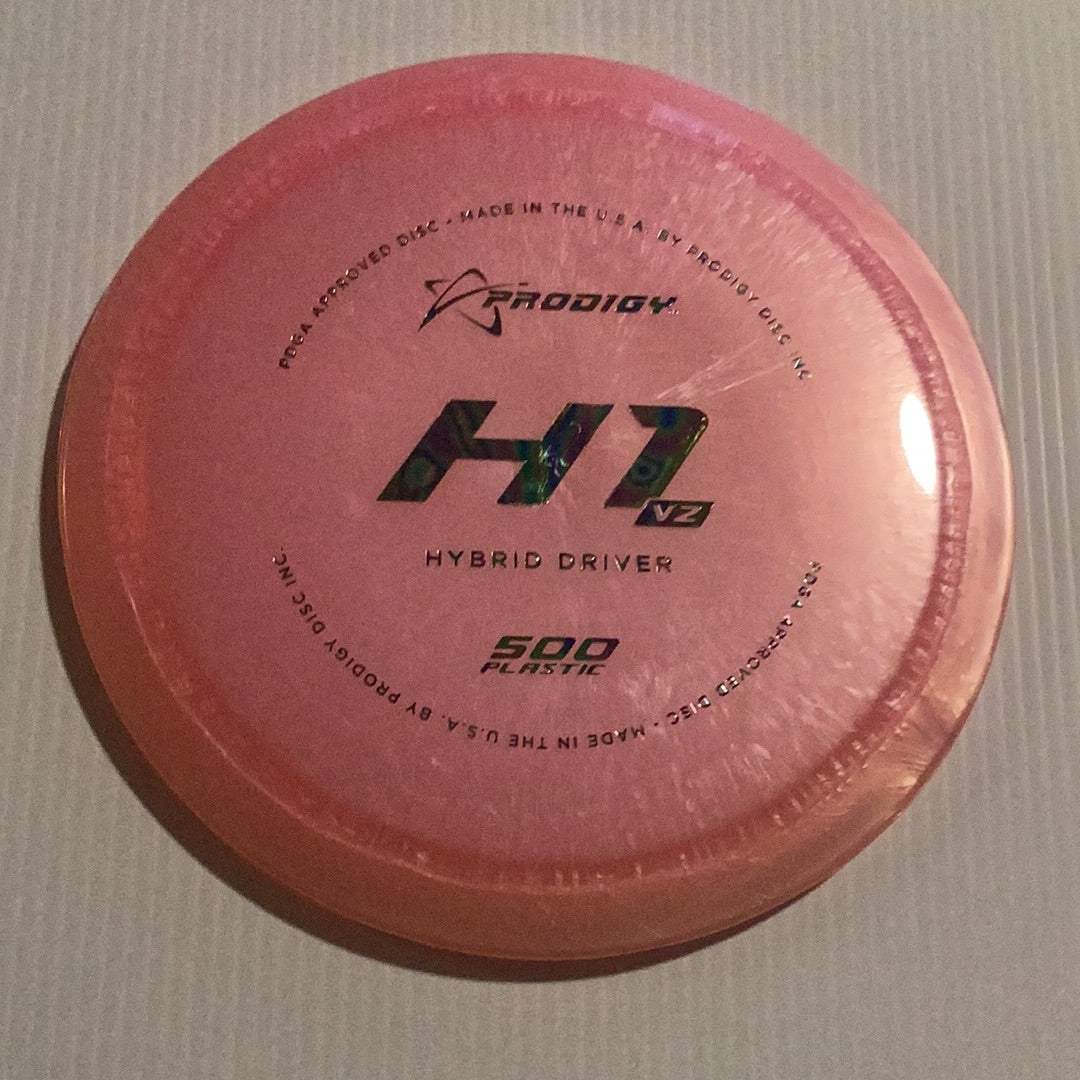 PDGA APPROVED DISC - MADE IN THE U.S.A. BY PRODIGY DISC INC
PRODIGY
H1
V2
HYBRID DRIVER
500
PLASTIC
PDGA APPROVED DISC - MADE IN THE U.S.A. BY PRODIGY DISC INC.